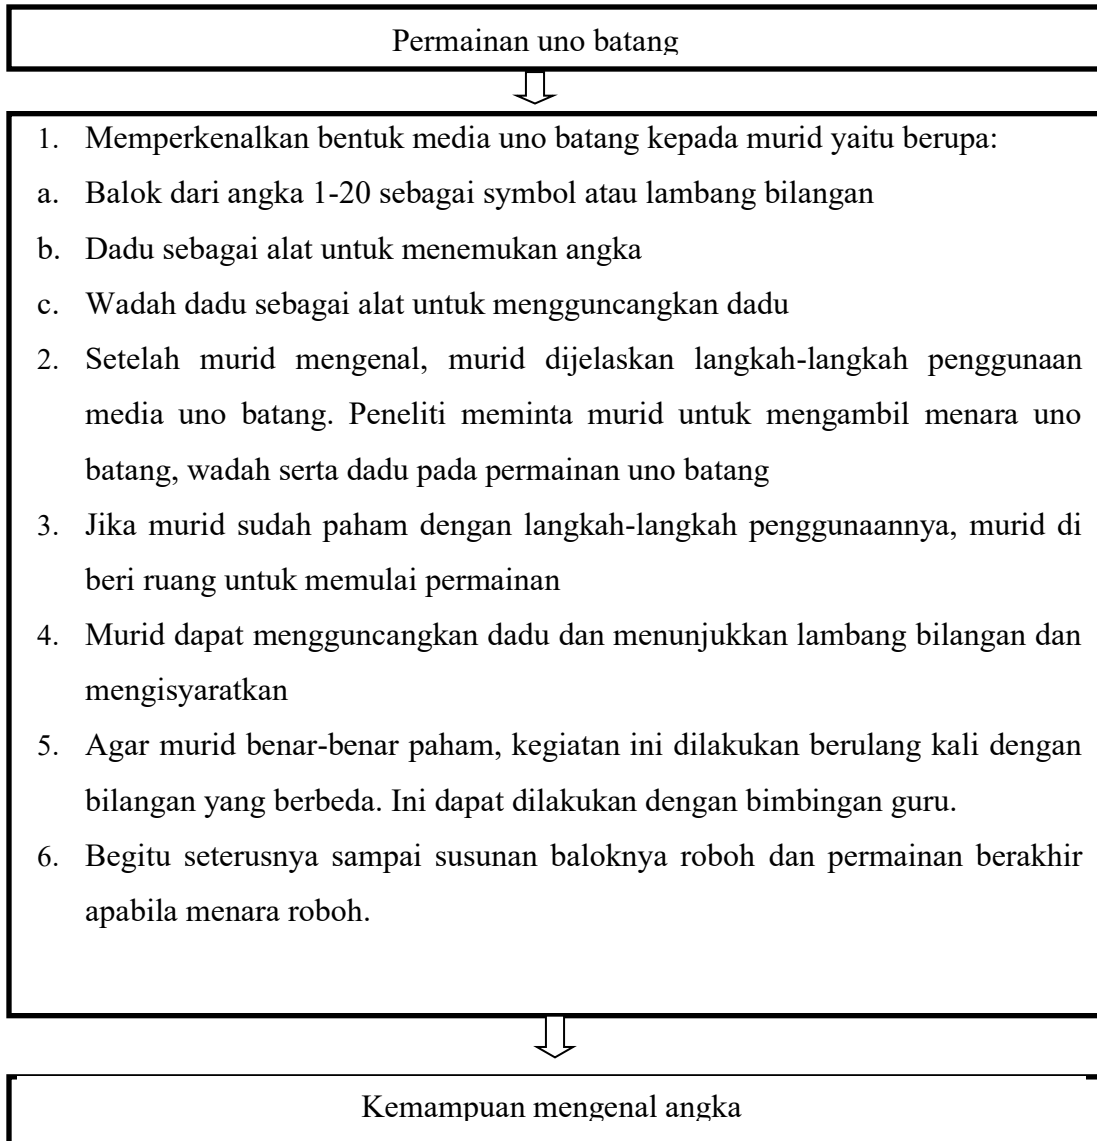 Permainan uno batang
1. Memperkenalkan bentuk media uno batang kepada murid yaitu berupa:
a. Balok dari angka 1-20 sebagai symbol atau lambang bilangan
b. Dadu sebagai alat untuk menemukan angka
c. Wadah dadu sebagai alat untuk mengguncangkan dadu
2. Setelah murid mengenal, murid dijelaskan langkah-langkah penggunaan
media uno batang. Peneliti meminta murid untuk mengambil menara uno
batang, wadah serta dadu pada permainan uno batang
3. Jika murid sudah paham dengan langkah-langkah penggunaannya, murid di
beri ruang untuk memulai permainan
4. Murid dapat mengguncangkan dadu dan menunjukkan lambang bilangan dan
mengisyaratkan
5. Agar murid benar-benar paham, kegiatan ini dilakukan berulang kali dengan
bilangan yang berbeda. Ini dapat dilakukan dengan bimbingan guru.
6. Begitu seterusnya sampai susunan baloknya roboh dan permainan berakhir
apabila menara roboh.
Kemampuan mengenal angka